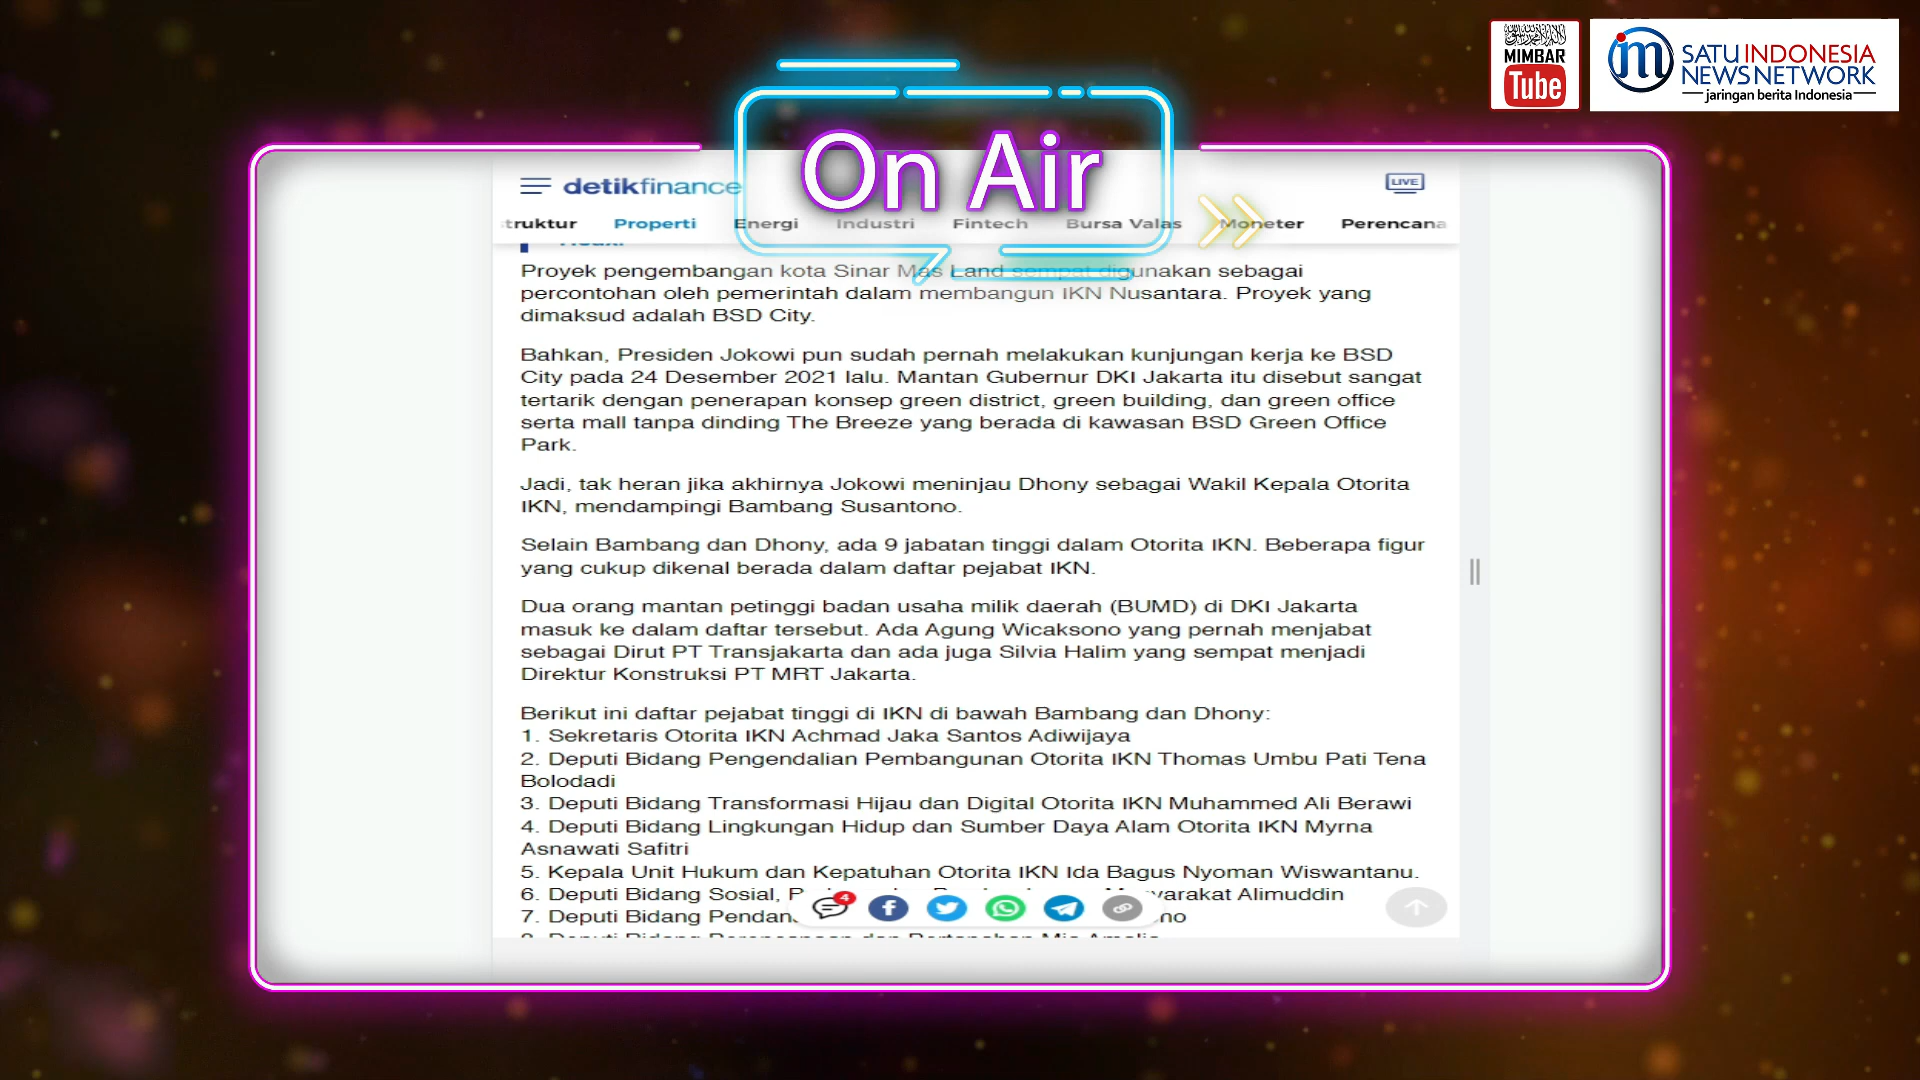 MIMBAR
Tube
SATU INDONESIA
NEWS NETWORK
jaringan berita Indonesia
On Air
detikfinance
LIVE
truktur Properti Energi Industri Fintech Bursa Valas Moneter Perencana
Proyek pengembangan kota Sinar Mas Land sempat digunakan sebagai
percontohan oleh pemerintah dalam membangun IKN Nusantara. Proyek yang
dimaksud adalah BSD City.
Bahkan, Presiden Jokowi pun sudah pernah melakukan kunjungan kerja ke BSD
City pada 24 Desember 2021 lalu. Mantan Gubernur DKI Jakarta itu disebut sangat
tertarik dengan penerapan konsep green district, green building, dan green office
serta mall tanpa dinding The Breeze yang berada di kawasan BSD Green Office
Park.
Jadi, tak heran jika akhirnya Jokowi meninjau Dhony sebagai Wakil Kepala Otorita
IKN, mendampingi Bambang Susantono.
Selain Bambang dan Dhony, ada 9 jabatan tinggi dalam Otorita IKN. Beberapa figur
yang cukup dikenal berada dalam daftar pejabat IKN.
Dua orang mantan petinggi badan usaha milik daerah (BUMD) di DKI Jakarta
masuk ke dalam daftar tersebut. Ada Agung Wicaksono yang pernah menjabat
sebagai Dirut PT Transjakarta dan ada juga Silvia Halim yang sempat menjadi
Direktur Konstruksi PT MRT Jakarta.
Berikut ini daftar pejabat tinggi di IKN di bawah Bambang dan Dhony:
1. Sekretaris Otorita IKN Achmad Jaka Santos Adiwijaya
2. Deputi Bidang Pengendalian Pembangunan Otorita IKN Thomas Umbu Pati Tena
Bolodadi
3. Deputi Bidang Transformasi Hijau dan Digital Otorita IKN Muhammed Ali Berawi
4. Deputi Bidang Lingkungan Hidup dan Sumber Daya Alam Otorita IKN Myrna
Asnawati Safitri
5. Kepala Unit Hukum dan Kepatuhan Otorita IKN Ida Bagus Nyoman Wiswantanu.
6. Deputi Bidang Sosial, Alimuddin
7. Deputi Bidang
4